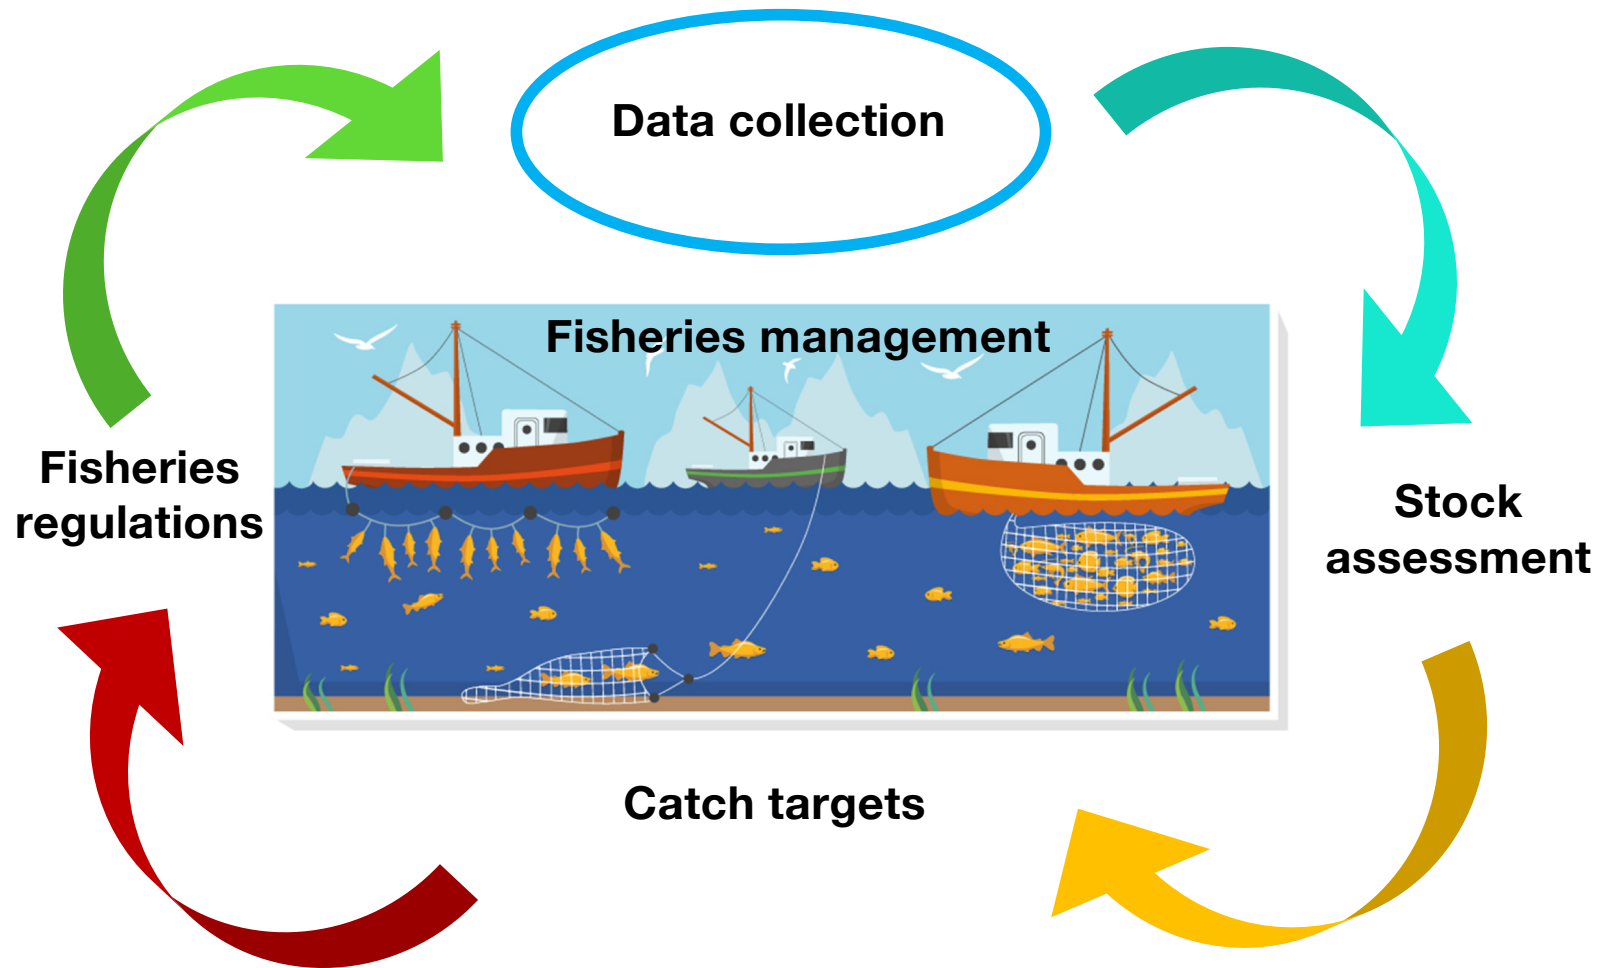 Data collection
Fisheries management
Fisheries
regulations
Stock
assessment
Catch targets